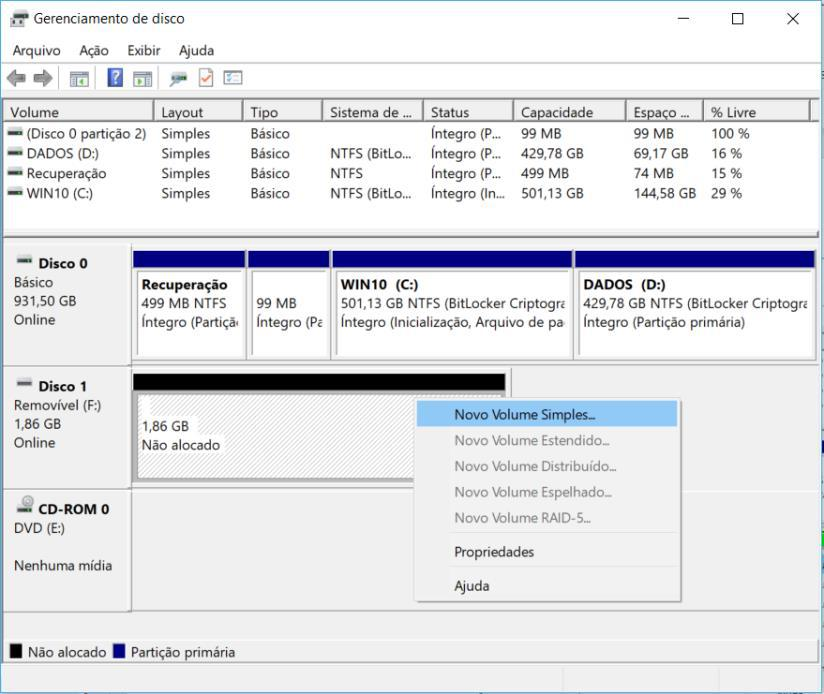 Gerenciamento de disco
Arquivo Ação Exibir Ajuda
Volume Layout Tipo Sistema de ... Status Capacidade Espaço ... % Livre
(Disco 0 partição 2) Simples Básico Íntegro (P... 99 MB 99 MB 100 %
DADOS (D:) Simples Básico NTFS (BitLo... Íntegro (P... 429,78 GB 69,17 GB 16 %
Recuperação Simples Básico NTFS Íntegro (P... 499 MB 74 MB 15 %
WIN10 (C:) Simples Básico NTFS (BitLo... Íntegro (In... 501,13 GB 144,58 GB 29 %
Disco 0
Básico
931,50 GB
Online
Recuperação
499 MB NTFS
Íntegro (Partiçã
99 MB
Íntegro (Pa
WIN10 (C:)
501,13 GB NTFS (BitLocker Criptogra
Íntegro (Inicialização, Arquivo de pa
DADOS (D:)
429,78 GB NTFS (BitLocker Criptogra
Íntegro (Partição primária)
Disco 1
Removível (F:)
1,86 GB
Online
1,86 GB
Não alocado
Novo Volume Simples...
Novo Volume Estendido...
Novo Volume Distribuído...
Novo Volume Espelhado...
Novo Volume RAID-5...
Propriedades
Ajuda
CD-ROM 0
DVD (E:)
Nenhuma mídia
Não alocado Partição primária